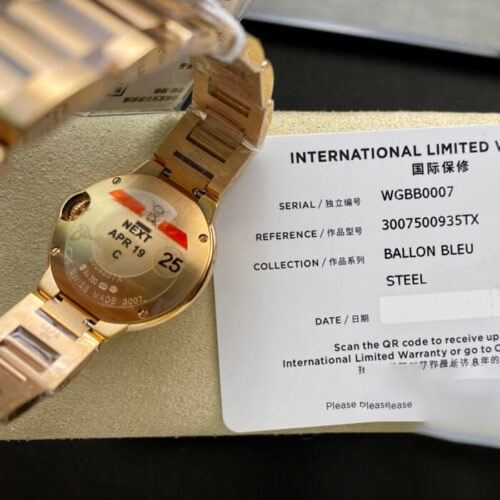 INTERNATIONAL LIMITED
国际保修
SERIAL / 独立编号 WGBB0007
REFERENCE / 作品型号 3007500935TX
COLLECTION / 作品系列 BALLON BLEU
STEEL
DATE / 日期
Scan the QR code to receive up
International Limited Warranty or go to C
Please pleaslease
NEXT
APR 19
C
25
SWISS MADE 3007